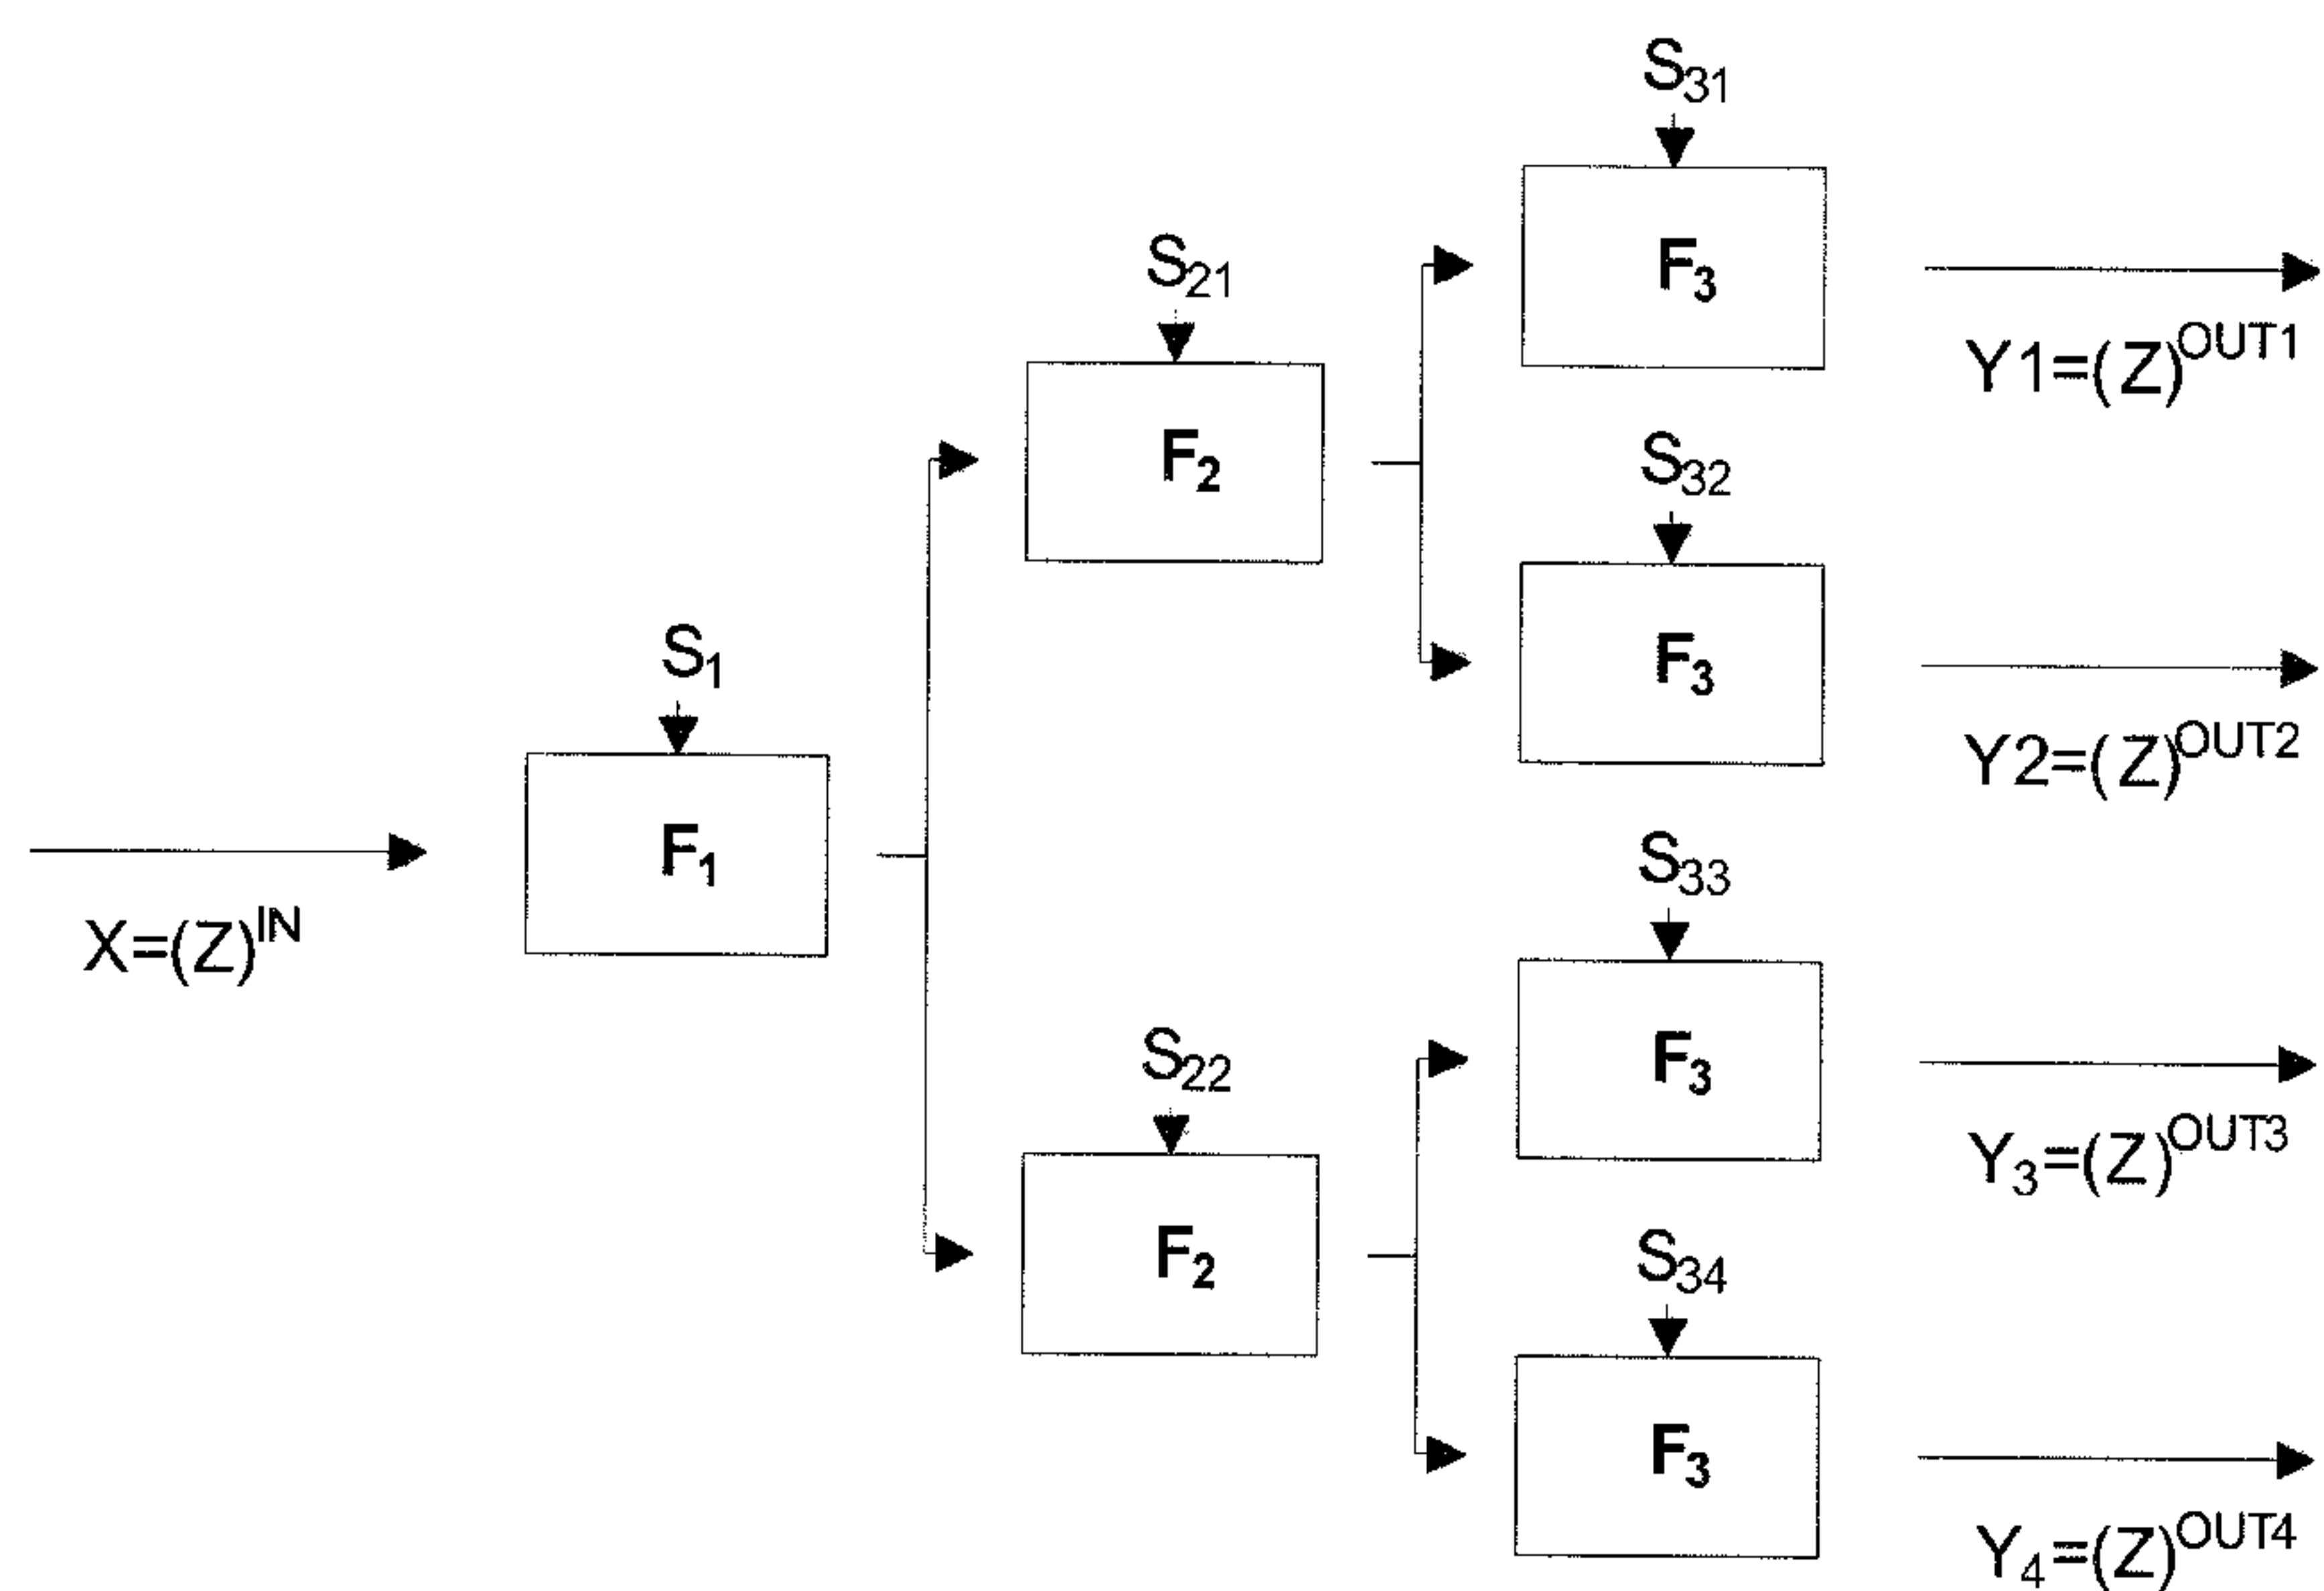 S31
F3
Y1=(Z)OUT1
S21
F2
S32
F3
Y2=(Z)OUT2
S1
F1
X=(Z)IN
S33
F3
Y3=(Z)OUT3
S22
F2
S34
F3
Y4=(Z)OUT4